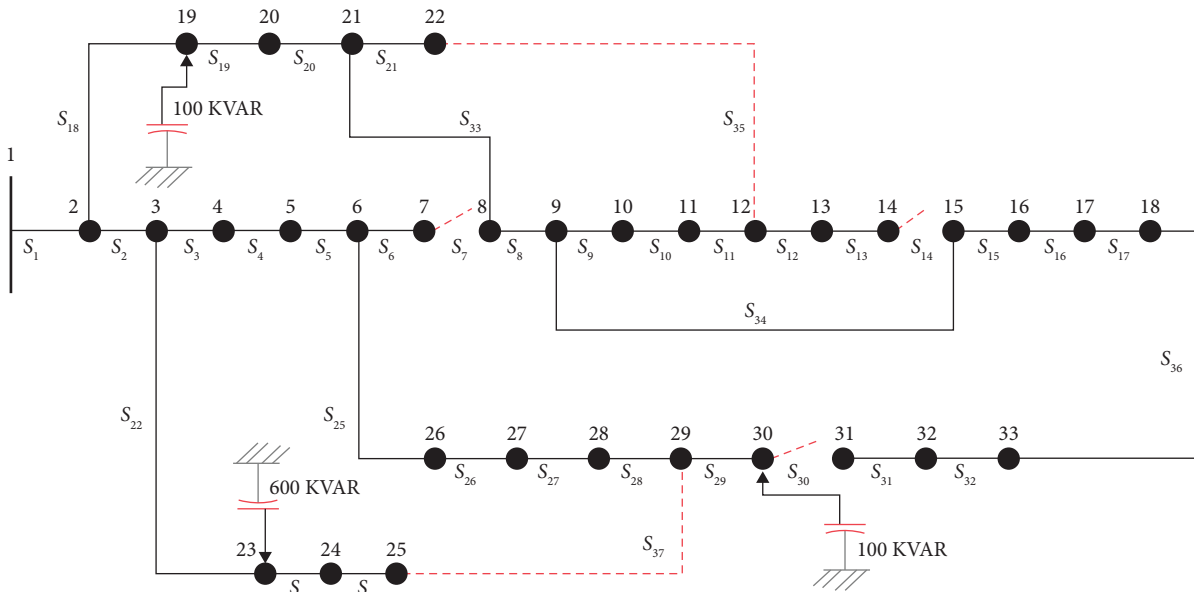 19 20 21 22
S19 S20 S21
100 KVAR
S18 S33 S35
1
2 3 4 5 6 7 8 9 10 11 12 13 14 15 16 17 18
S1 S2 S3 S4 S5 S6 S7 S8 S9 S10 S11 S12 S13 S14 S15 S16 S17
S34
S36
S22 S25
26 27 28 29 30 31 32 33
S26 S27 S28 S29 S30 S31 S32
600 KVAR
S37 100 KVAR
23 24 25
S S